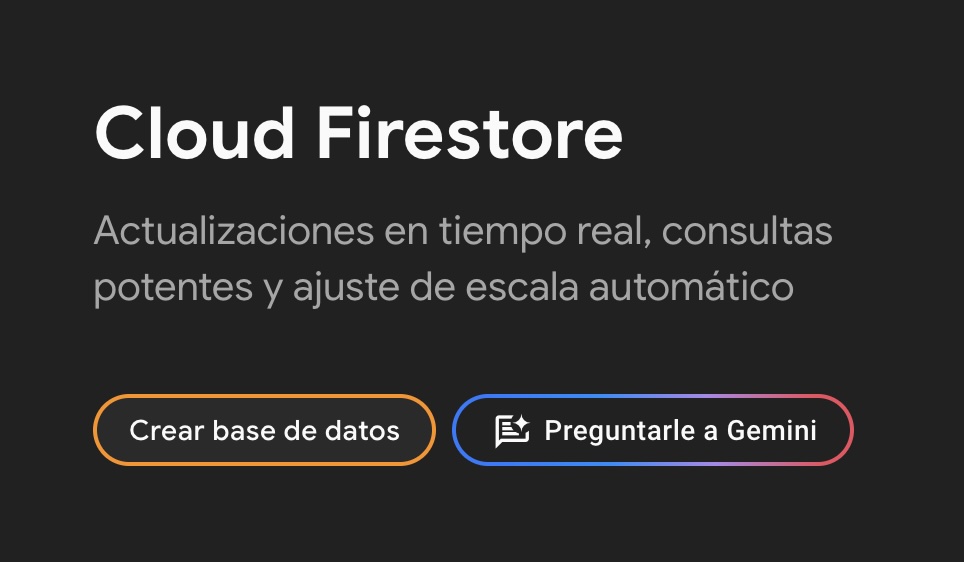 Cloud Firestore
Actualizaciones en tiempo real, consultas
potentes y ajuste de escala automático
Crear base de datos
Preguntarle a Gemini